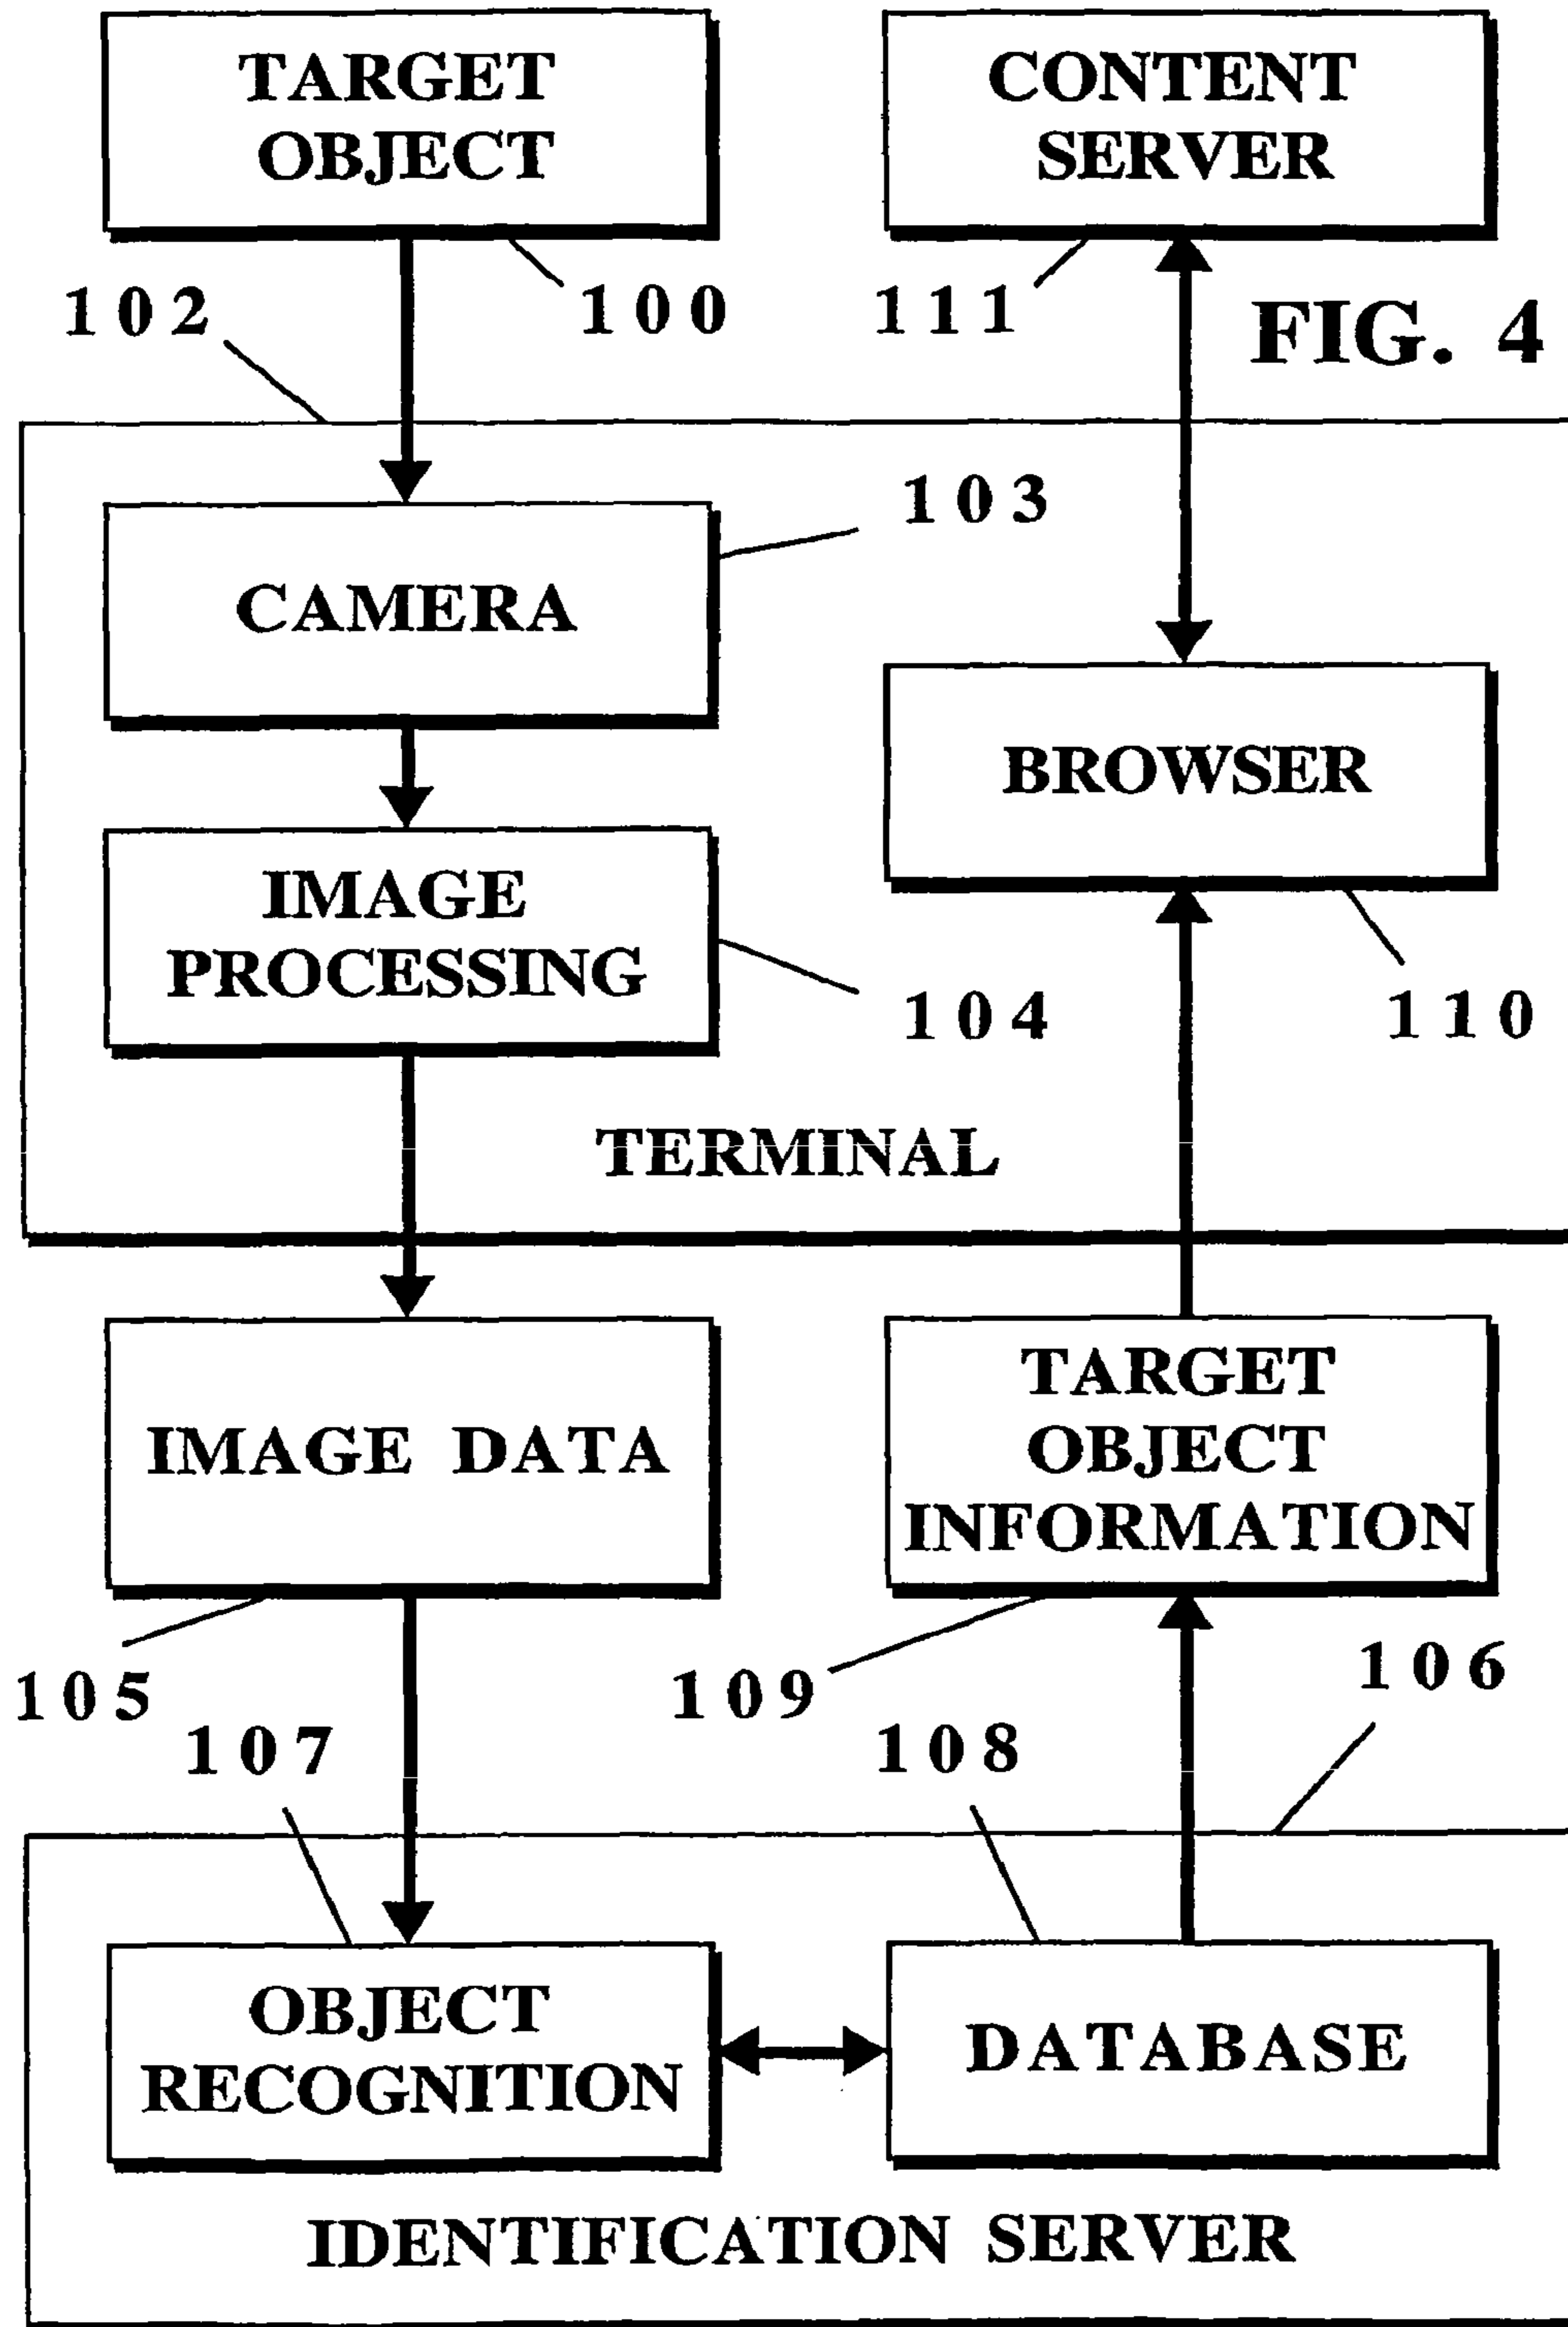 TARGET
OBJECT
CONTENT
SERVER
102
100
111
FIG. 4
103
CAMERA
BROWSER
IMAGE
PROCESSING
104
110
TERMINAL
IMAGE DATA
TARGET
OBJECT
INFORMATION
105
109
106
107
108
OBJECT
RECOGNITION
DATABASE
IDENTIFICATION SERVER